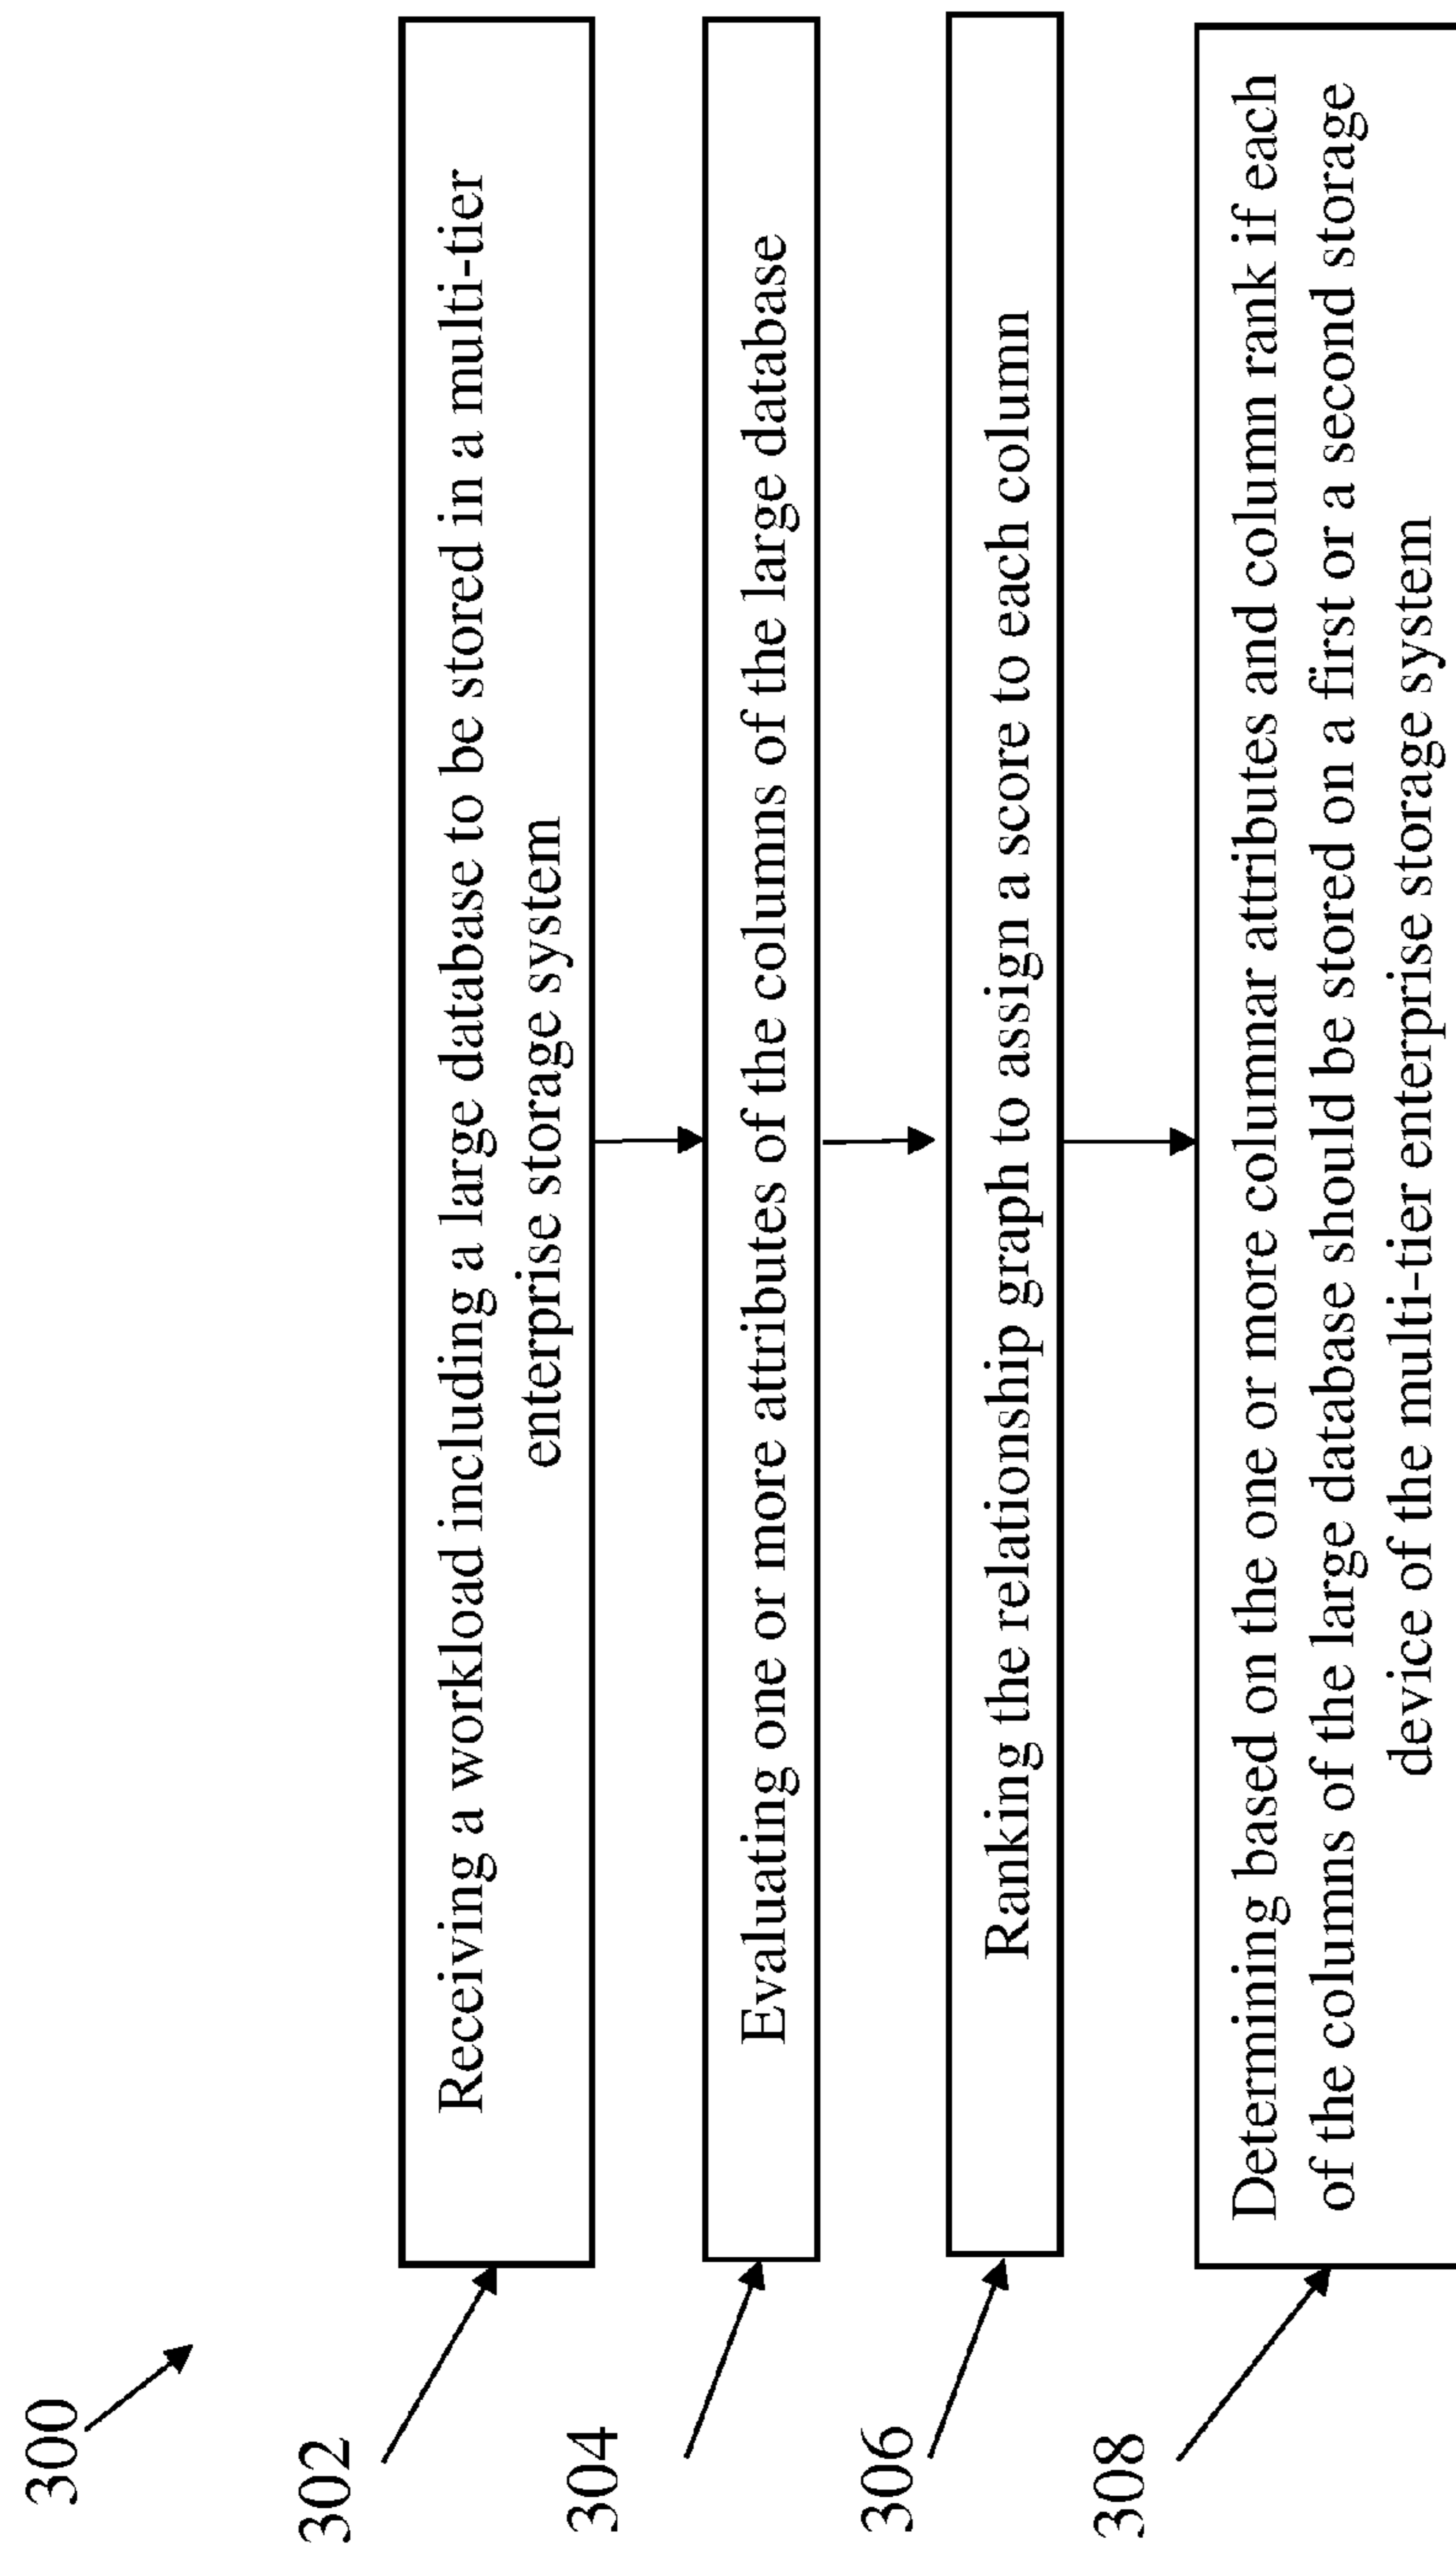 300
302
Receiving a workload including a large database to be stored in a multi-tier
enterprise storage system
304
Evaluating one or more attributes of the columns of the large database
306
Ranking the relationship graph to assign a score to each column
308
Determining based on the one or more columnar attributes and column rank if each
of the columns of the large database should be stored on a first or a second storage
device of the multi-tier enterprise storage system